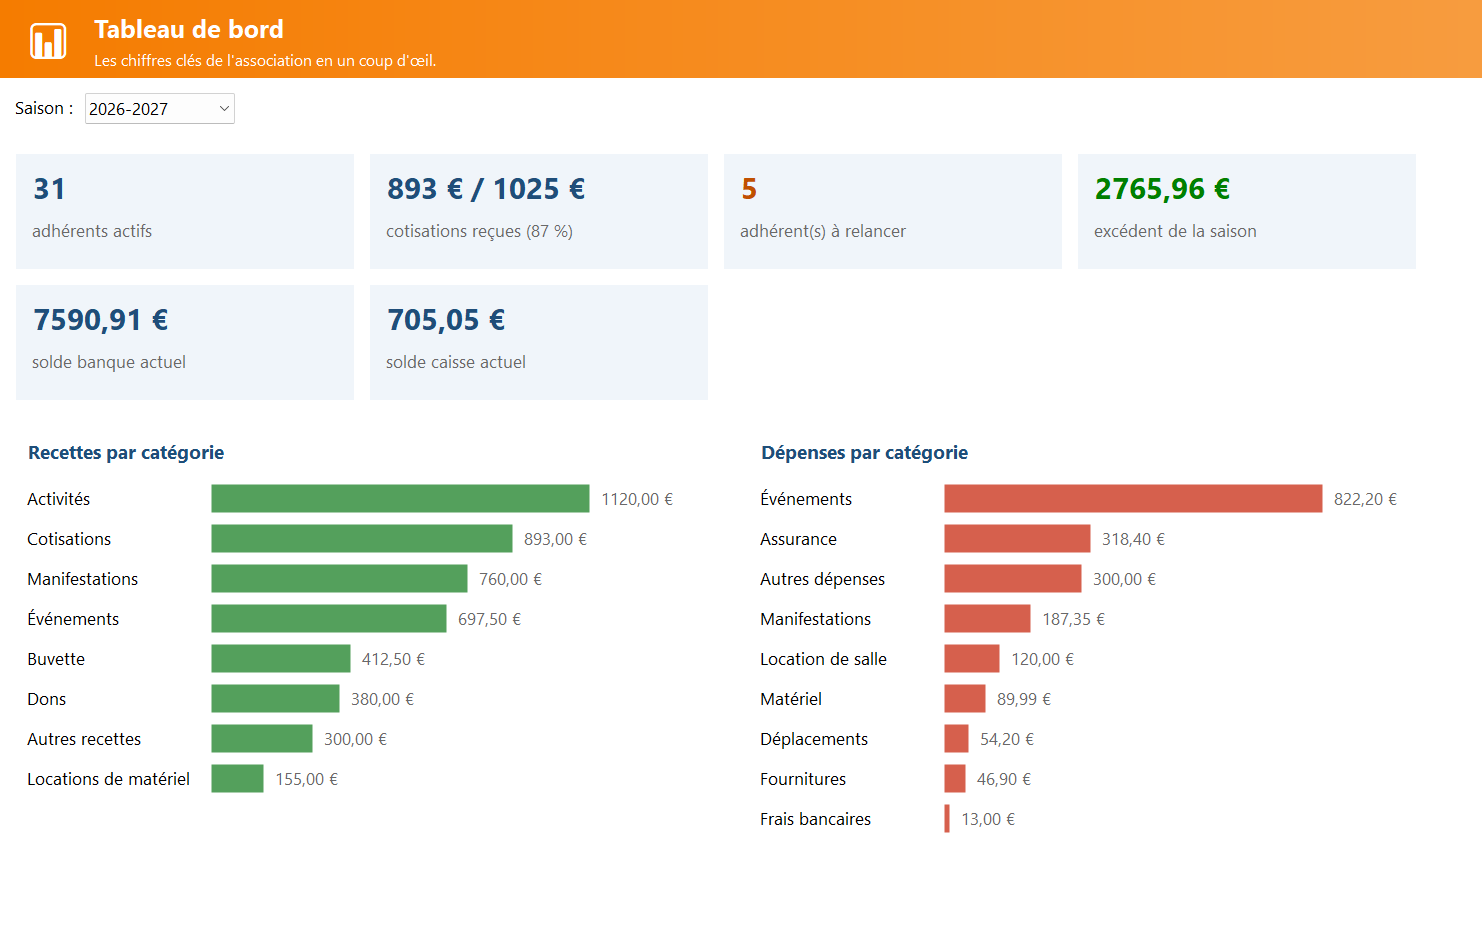 Tableau de bord
Les chiffres clés de l'association en un coup d'œil.
Saison : 2026-2027
31
adhérents actifs
893 € / 1025 €
cotisations reçues (87 %)
5
adhérent(s) à relancer
2765,96 €
excédent de la saison
7590,91 €
solde banque actuel
705,05 €
solde caisse actuel
Recettes par catégorie
Activités 1120,00 €
Cotisations 893,00 €
Manifestations 760,00 €
Événements 697,50 €
Buvette 412,50 €
Dons 380,00 €
Autres recettes 300,00 €
Locations de matériel 155,00 €
Dépenses par catégorie
Événements 822,20 €
Assurance 318,40 €
Autres dépenses 300,00 €
Manifestations 187,35 €
Location de salle 120,00 €
Matériel 89,99 €
Déplacements 54,20 €
Fournitures 46,90 €
Frais bancaires 13,00 €